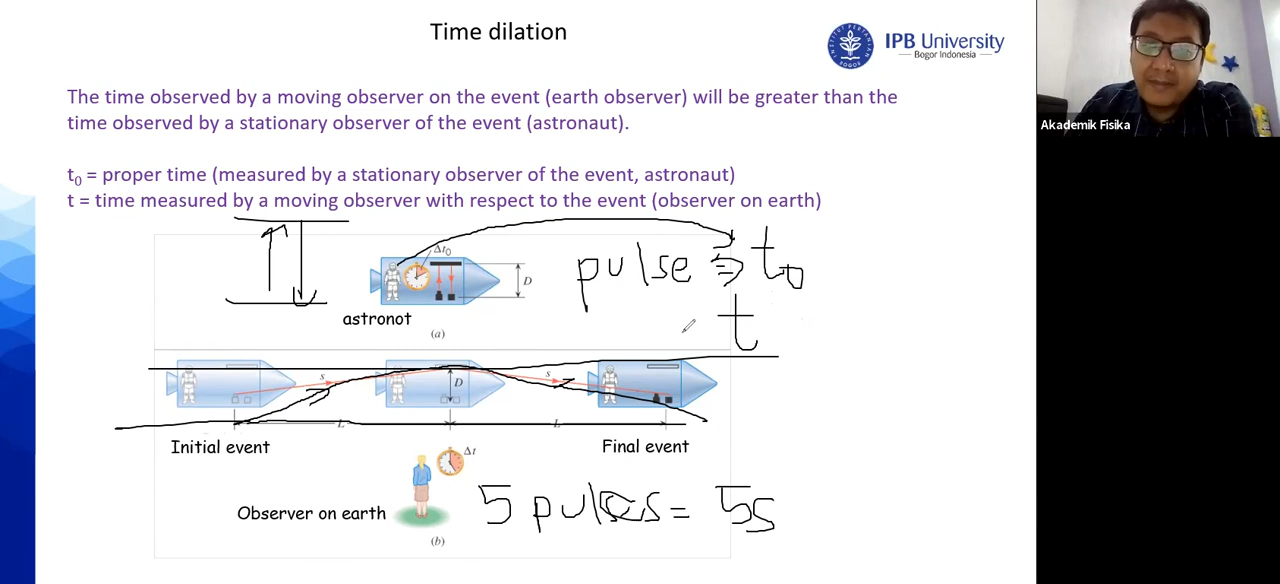 Time dilation
IPB University
Bogor Indonesia
Akademik Fisika
The time observed by a moving observer on the event (earth observer) will be greater than the
time observed by a stationary observer of the event (astronaut).
t₀ = proper time (measured by a stationary observer of the event, astronaut)
t = time measured by a moving observer with respect to the event (observer on earth)
Δt₀
pulse ⇒ t₀
D
astronot
t
(a)
s
D
s
L
L
Initial event
Final event
Δt
Observer on earth
5 pulses = 5s
(b)